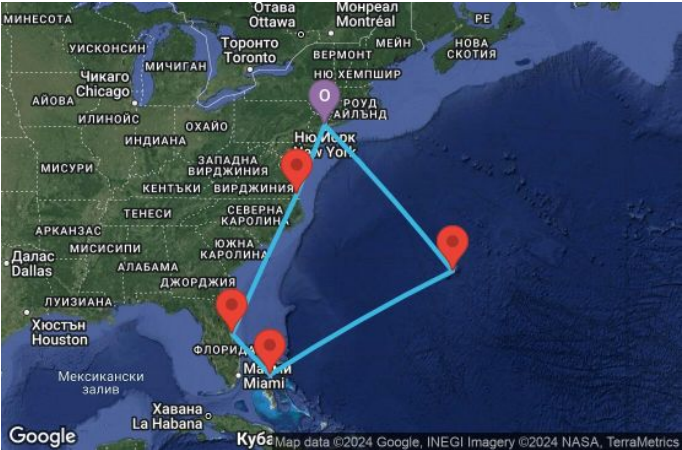 МИНЕСОТА
Отава
Ottawa
Монреал
Montréal
PE
УИСКОНСИН
Торонто
Toronto
МЕЙН
НОВА
СКОТИЯ
ВЕРМОНТ
МИЧИГАН
НЮ ХЕМПШИР
Чикаго
Chicago
O
АЙОВА
РОУД
АЙЛЪНД
ИЛИНОЙС
ОХАЙО
Ню Йорк
New York
ИНДИАНА
МИСУРИ
ЗАПАДНА
ВИРДЖИНИЯ
КЕНТЪКИ
ВИРДЖИНИЯ
ТЕНЕСИ
СЕВЕРНА
КАРОЛИНА
АРКАНЗАС
МИСИСИПИ
ЮЖНА
КАРОЛИНА
Далас
Dallas
АЛАБАМА
ДЖОРДЖИЯ
ЛУИЗИАНА
Хюстън
Houston
ФЛОРИДА
Маями
Miami
Мексикански
залив
Хавана
La Habana
Куба
Google
Map data ©2024 Google, INEGI Imagery ©2024 NASA, TerraMetrics